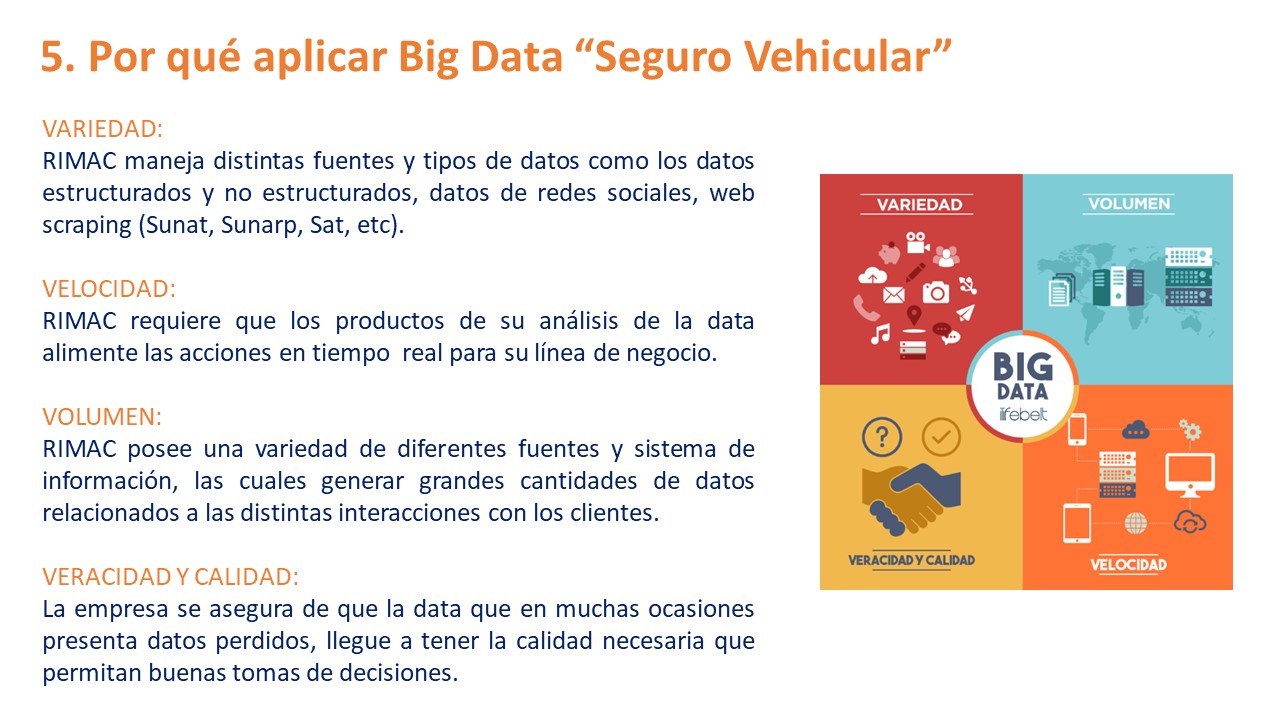 5. Por qué aplicar Big Data “Seguro Vehicular”
VARIEDAD:
RIMAC maneja distintas fuentes y tipos de datos como los datos
estructurados y no estructurados, datos de redes sociales, web
scraping (Sunat, Sunarp, Sat, etc).
VELOCIDAD:
RIMAC requiere que los productos de su análisis de la data
alimente las acciones en tiempo real para su línea de negocio.
VOLUMEN:
RIMAC posee una variedad de diferentes fuentes y sistema de
información, las cuales generar grandes cantidades de datos
relacionados a las distintas interacciones con los clientes.
VERACIDAD Y CALIDAD:
La empresa se asegura de que la data que en muchas ocasiones
presenta datos perdidos, llegue a tener la calidad necesaria que
permitan buenas tomas de decisiones.
VARIEDAD
VOLUMEN
BIG
DATA
lifebelt
VERACIDAD Y CALIDAD
VELOCIDAD